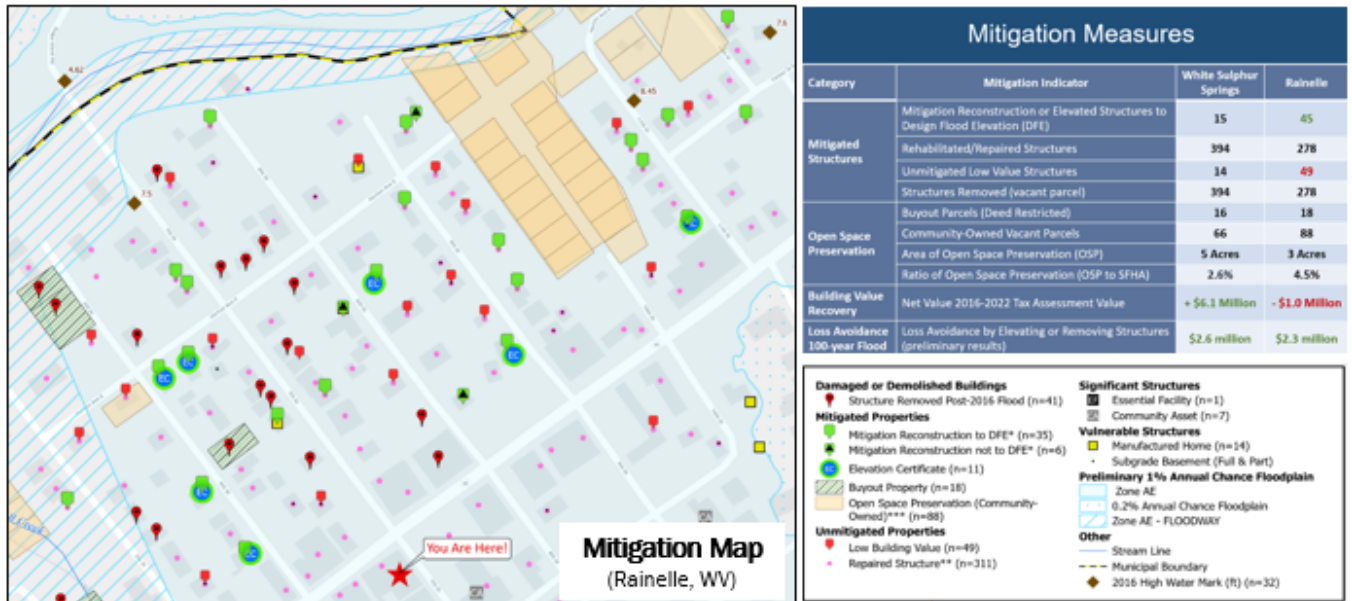 7.6
4.62
8.45
7.5
EC
EC
EC
EC
EC
EC
EC
You Are Here!
Mitigation Map
(Rainelle, WV)
Mitigation Measures
Category Mitigation Indicator White Sulphur Springs Rainelle
Mitigated Structures
Mitigation Reconstruction or Elevated Structures to
Design Flood Elevation (DFE) 15 45
Rehabilitated/Repaired Structures 394 278
Unmitigated Low Value Structures 14 49
Structures Removed (vacant parcel) 394 278
Open Space Preservation
Buyout Parcels (Deed Restricted) 16 18
Community-Owned Vacant Parcels 66 88
Area of Open Space Preservation (OSP) 5 Acres 3 Acres
Ratio of Open Space Preservation (OSP to SFHA) 2.6% 4.5%
Building Value Recovery
Net Value 2016-2022 Tax Assessment Value + $6.1 Million - $1.0 Million
Loss Avoidance 100-year Flood
Loss Avoidance by Elevating or Removing Structures
(preliminary results) $2.6 million $2.3 million
Damaged or Demolished Buildings
Structure Removed Post-2016 Flood (n=41)
Mitigated Properties
Mitigation Reconstruction to DFE* (n=35)
Mitigation Reconstruction not to DFE* (n=6)
EC Elevation Certificate (n=11)
Buyout Property (n=18)
Open Space Preservation (Community-
Owned)*** (n=88)
Unmitigated Properties
Low Building Value (n=49)
Repaired Structure** (n=311)
Significant Structures
Essential Facility (n=1)
Community Asset (n=7)
Vulnerable Structures
Manufactured Home (n=14)
Subgrade Basement (Full & Part)
Preliminary 1% Annual Chance Floodplain
Zone AE
0.2% Annual Chance Floodplain
Zone AE - FLOODWAY
Other
Stream Line
Municipal Boundary
2016 High Water Mark (ft) (n=32)